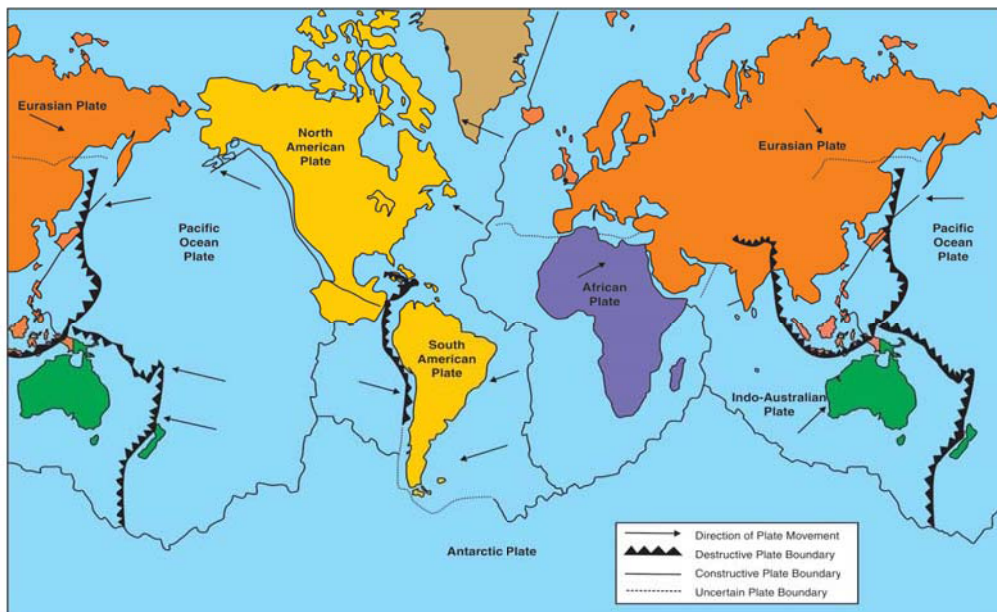 Eurasian Plate
North
American
Plate
Eurasian Plate
Pacific
Ocean
Plate
Pacific
Ocean
Plate
African
Plate
South
American
Plate
Indo-Australian
Plate
Antarctic Plate
Direction of Plate Movement
Destructive Plate Boundary
Constructive Plate Boundary
Uncertain Plate Boundary